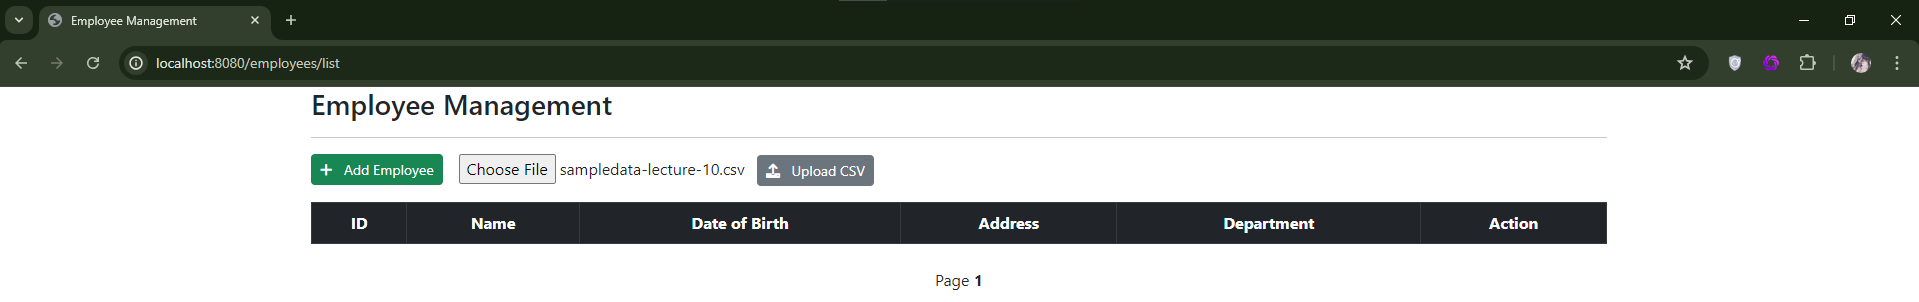 Employee Management
localhost:8080/employees/list
Employee Management
Add Employee Choose File sampledata-lecture-10.csv Upload CSV
ID Name Date of Birth Address Department Action
Page 1